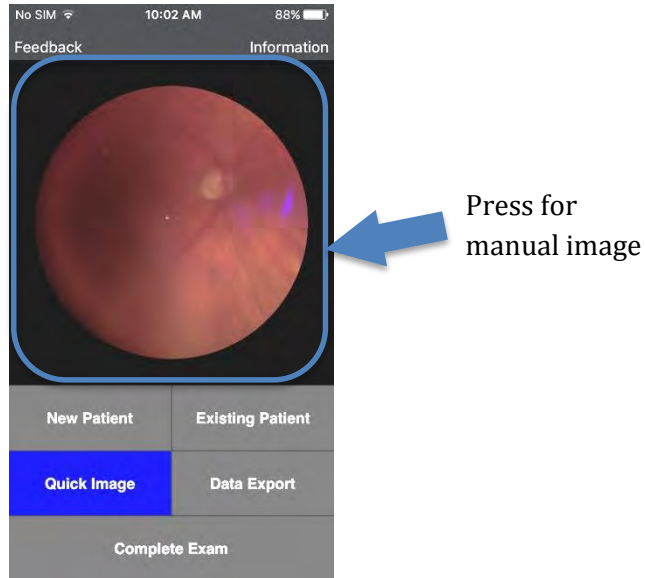 No SIM 10:02 AM 88%
Feedback Information
Press for
manual image
New Patient Existing Patient
Quick Image Data Export
Complete Exam